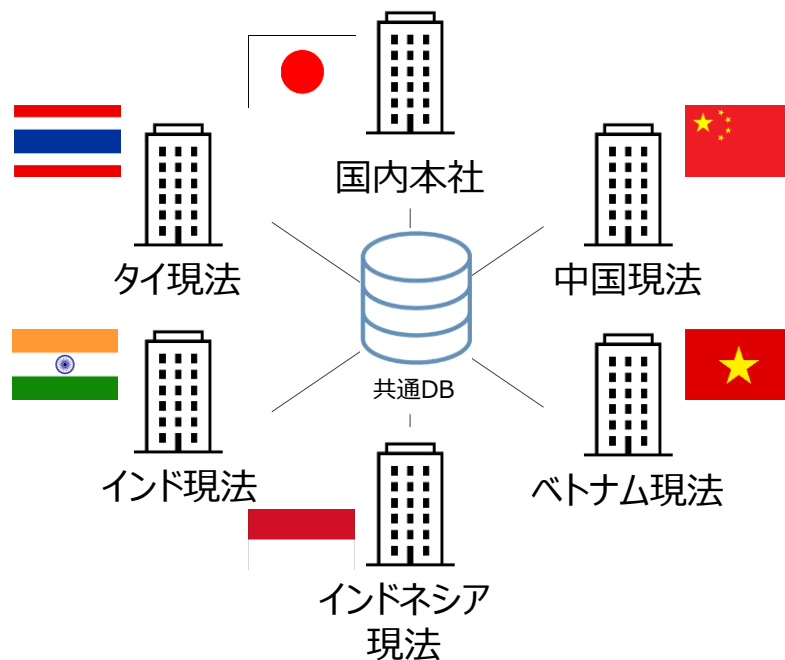 国内本社
タイ現法
中国現法
共通DB
インド現法
ベトナム現法
インドネシア
現法